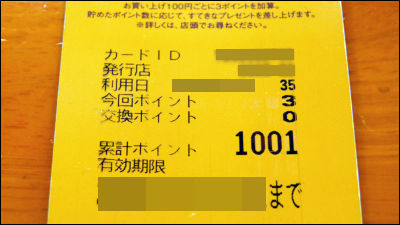 お買い上げ100円ごとに3ポイントを加算。
貯めたポイント数に応じて、すてきなプレゼントを差し上げます。
※詳しくは、店頭でお尋ねください。
カードID
発行店
利用日 35
今回ポイント 3
交換ポイント 0
累計ポイント 1001
有効期限
まで